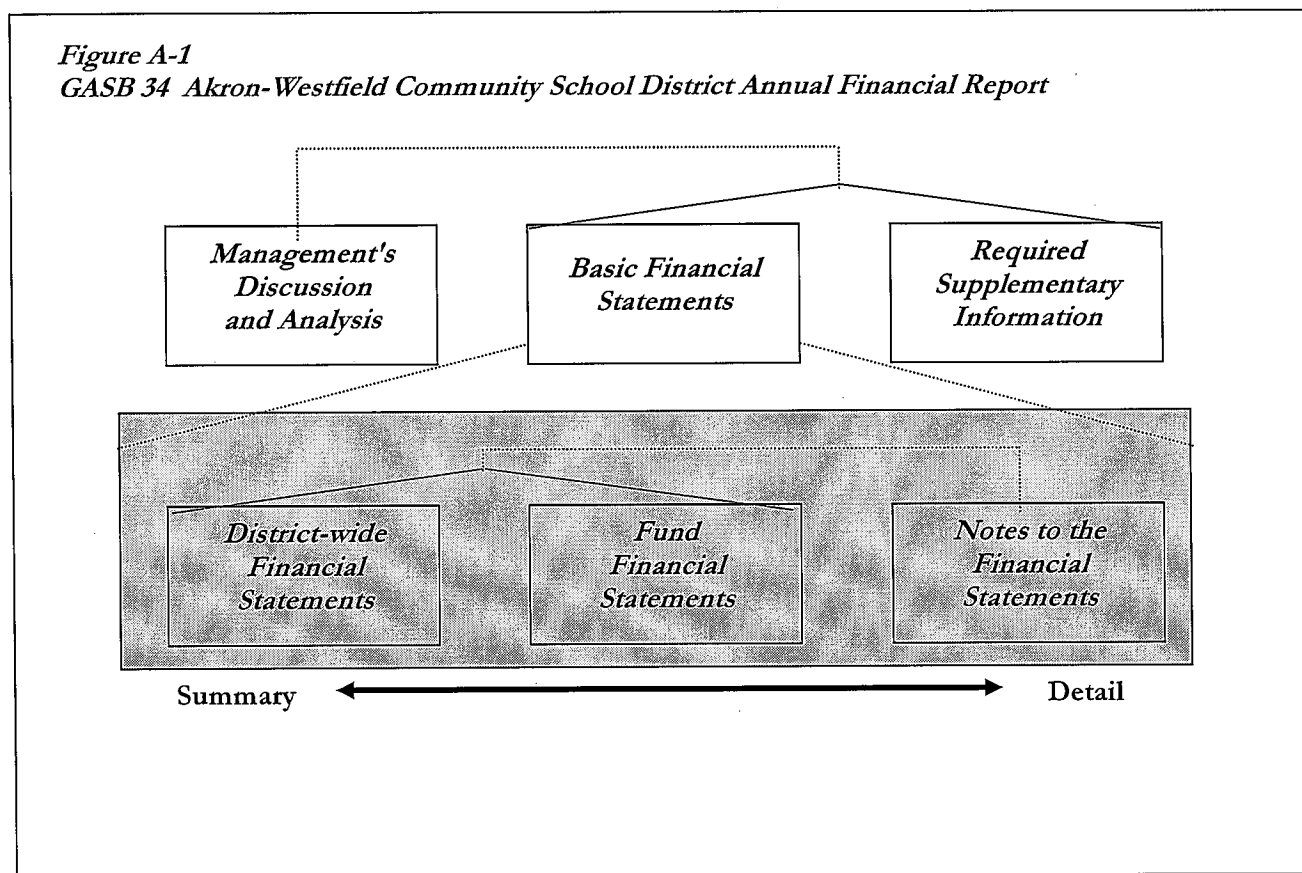 Figure A-1
GASB 34 Akron-Westfield Community School District Annual Financial Report
Management's
Discussion
and Analysis
Basic Financial
Statements
Required
Supplementary
Information
District-wide
Financial
Statements
Fund
Financial
Statements
Notes to the
Financial
Statements
Summary
Detail